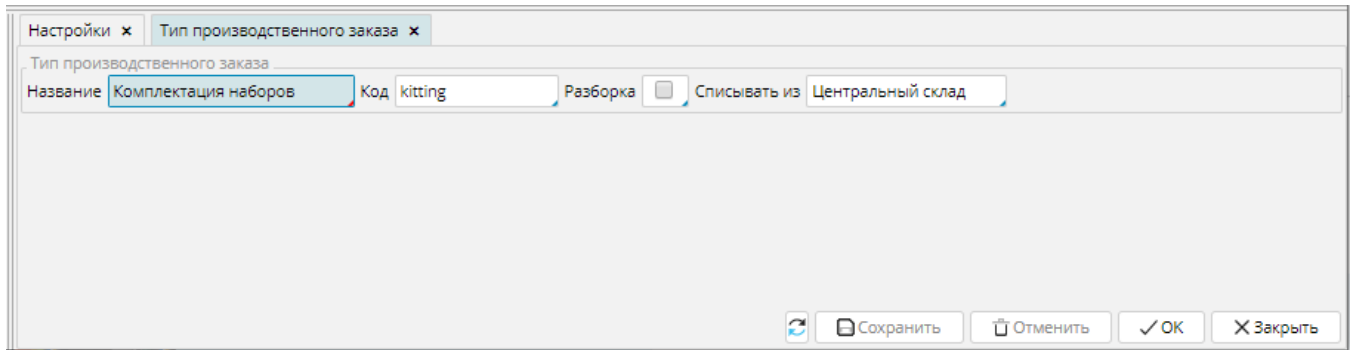 Настройки Тип производственного заказа
Тип производственного заказа
Название Комплектация наборов Код kitting Разборка Списывать из Центральный склад
Сохранить Отменить OK Закрыть